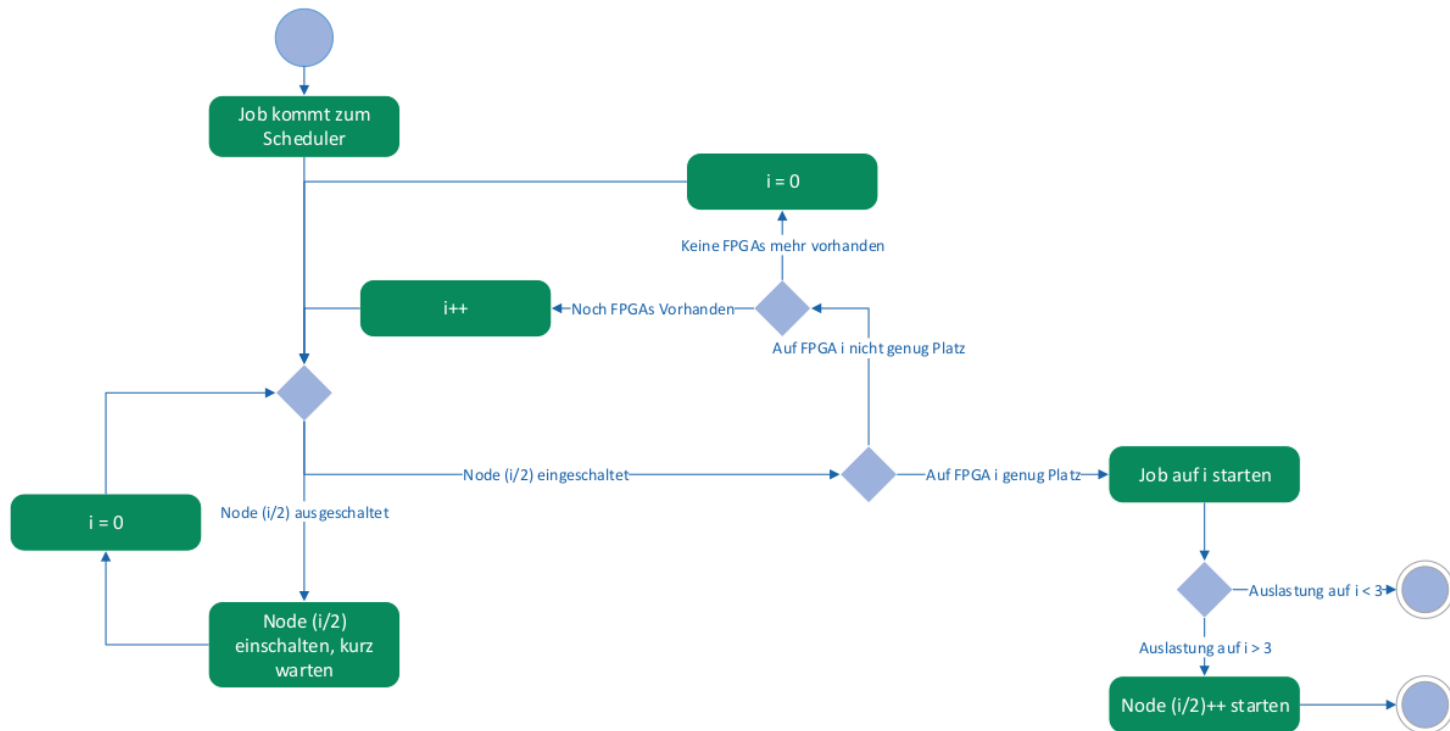 Job kommt zum
Scheduler
i = 0
Keine FPGAs mehr vorhanden
i++
Noch FPGAs Vorhanden
Auf FPGA i nicht genug Platz
Node (i/2) eingeschaltet
Auf FPGA i genug Platz
Job auf i starten
i = 0
Node (i/2) ausgeschaltet
Auslastung auf i < 3
Node (i/2)
einschalten, kurz
warten
Auslastung auf i > 3
Node (i/2)++ starten